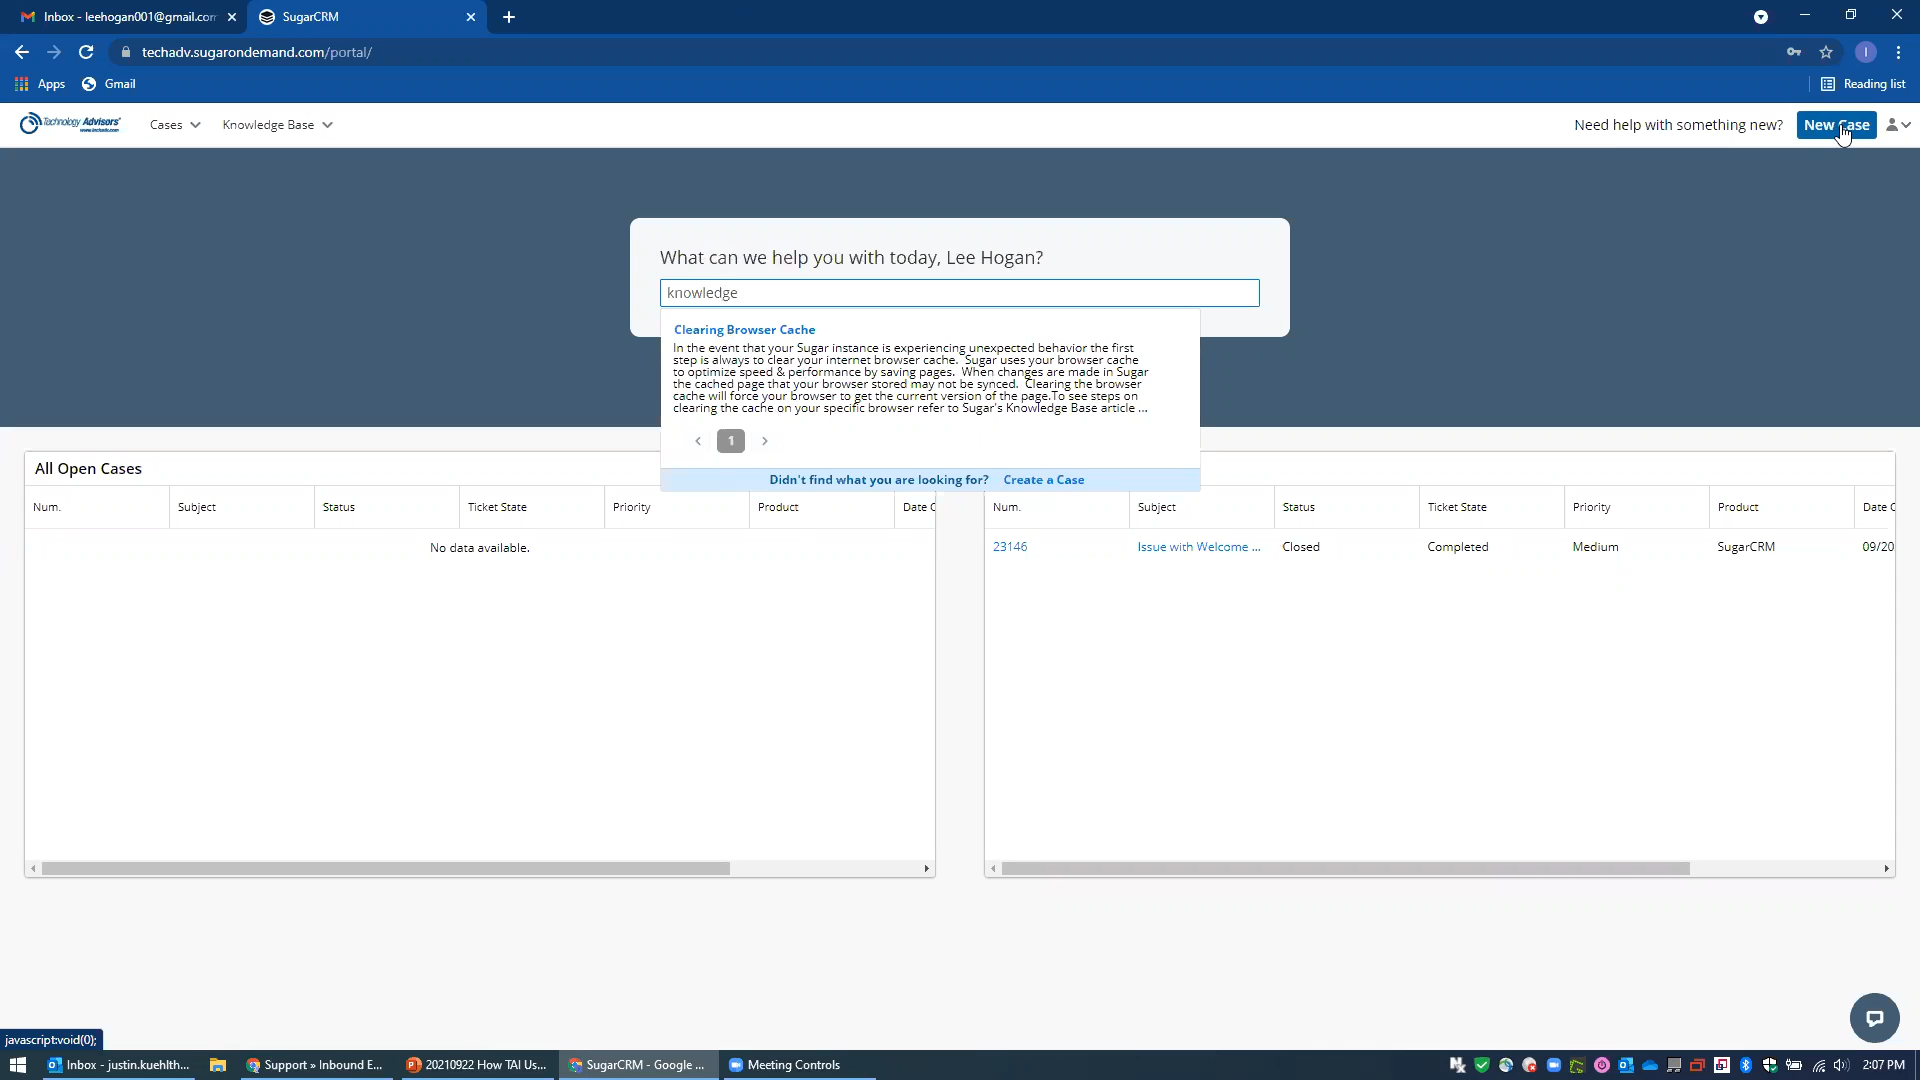 Inbox - leehogan001@gmail.com
SugarCRM
techadv.sugarondemand.com/portal/
Apps
Gmail
Reading list
Technology Advisors
Cases
Knowledge Base
Need help with something new?
New Case
What can we help you with today, Lee Hogan?
knowledge
Clearing Browser Cache
In the event that your Sugar instance is experiencing unexpected behavior the first
step is always to clear your internet browser cache.  Sugar uses your browser cache
to optimize speed & performance by saving pages.  When changes are made in Sugar
the cached page that your browser stored may not be synced.  Clearing the browser
cache will force your browser to get the current version of the page.To see steps on
clearing the cache on your specific browser refer to Sugar's Knowledge Base article ...
1
Didn't find what you are looking for? Create a Case
All Open Cases
Num. Subject Status Ticket State Priority Product Date C
No data available.
Num. Subject Status Ticket State Priority Product Date C
23146 Issue with Welcome ... Closed Completed Medium SugarCRM 09/20
javascript:void(0);
Inbox - justin.kuehlth...
Support » Inbound E...
20210922 How TAI Us...
SugarCRM - Google ...
Meeting Controls
2:07 PM